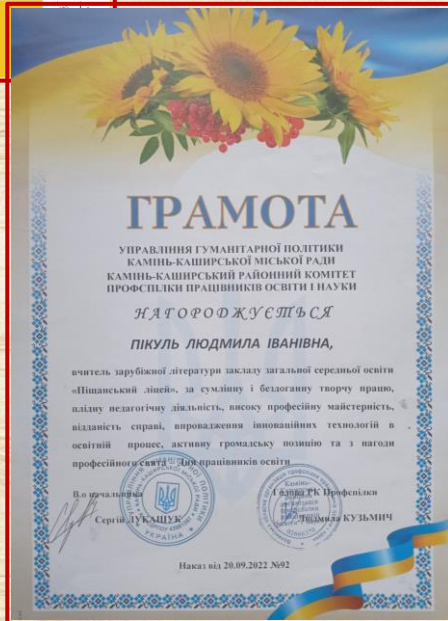 ГРАМОТА
УПРАВЛІННЯ ГУМАНІТАРНОЇ ПОЛІТИКИ
КАМІНЬ-КАШИРСЬКОЇ МІСЬКОЇ РАДИ
КАМІНЬ-КАШИРСЬКИЙ РАЙОННИЙ КОМІТЕТ
ПРОФСПІЛКИ ПРАЦІВНИКІВ ОСВІТИ І НАУКИ
НАГОРОДЖУЄТЬСЯ
ПІКУЛЬ ЛЮДМИЛА ІВАНІВНА,
вчитель зарубіжної літератури закладу загальної середньої освіти
«Піщанський ліцей», за сумлінну і бездоганну творчу працю,
плідну педагогічну діяльність, високу професійну майстерність,
відданість справі, впровадження інноваційних технологій в
освітній процес, активну громадську позицію та з нагоди
професійного свята – Дня працівників освіти
В.о начальника Голова РК Профспілки
Сергій ЛУКАЩУК Людмила КУЗЬМИЧ
УКРАЇНА
Наказ від 20.09.2022 №92